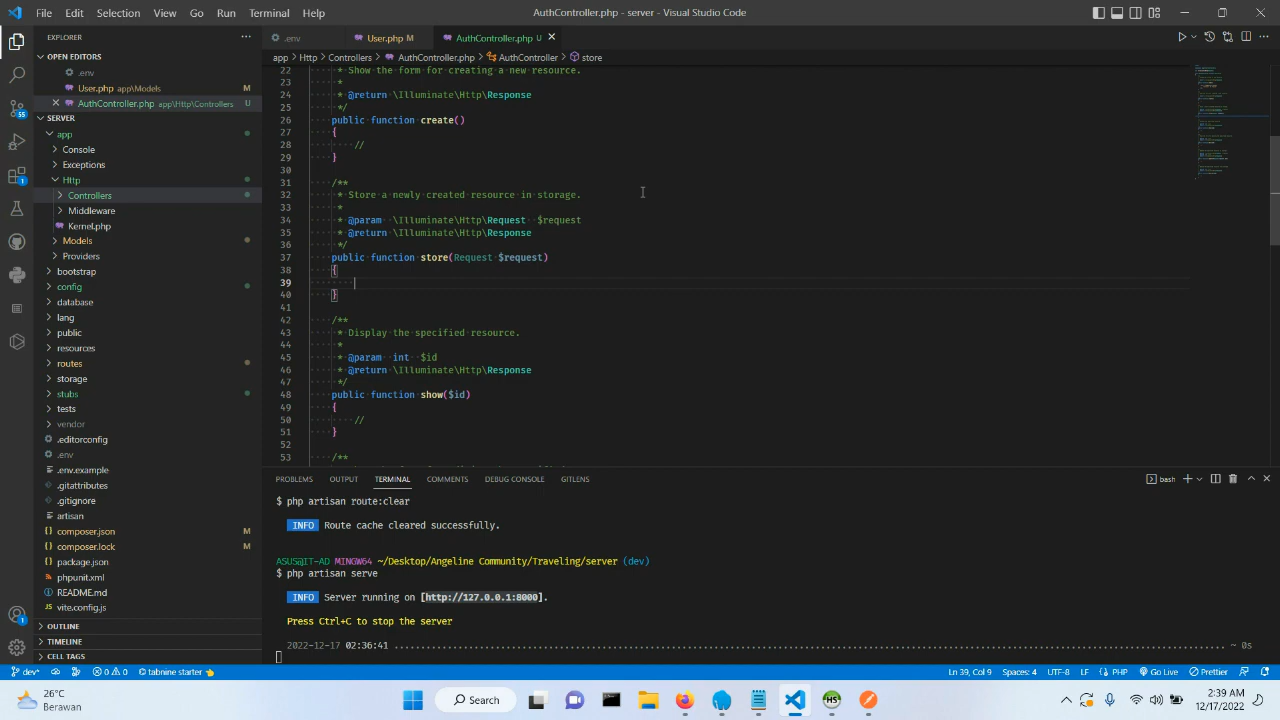 File Edit Selection View Go Run Terminal Help
AuthController.php - server - Visual Studio Code
EXPLORER
OPEN EDITORS
.env
User.php app\Models M
AuthController.php app\Http\Controllers U
SERVER
app
Console
Exceptions
Http
Controllers
Middleware
Kernel.php
Models
Providers
bootstrap
config
database
lang
public
resources
routes
storage
stubs
tests
vendor
.editorconfig
.env
.env.example
.gitattributes
.gitignore
artisan
composer.json M
composer.lock M
package.json
phpunit.xml
README.md
vite.config.js
OUTLINE
TIMELINE
CELL TAGS
55
1
1
.env
User.php M
AuthController.php U
app > Http > Controllers > AuthController.php > AuthController > store
22 * Show the form for creating a new resource.
23 *
24 * @return \Illuminate\Http\Response
25 */
26 public function create()
27 {
28 //
29 }
30
31 /**
32 * Store a newly created resource in storage.
33 *
34 * @param \Illuminate\Http\Request $request
35 * @return \Illuminate\Http\Response
36 */
37 public function store(Request $request)
38 {
39
40 }
41
42 /**
43 * Display the specified resource.
44 *
45 * @param int $id
46 * @return \Illuminate\Http\Response
47 */
48 public function show($id)
49 {
50 //
51 }
52
53 /**
PROBLEMS OUTPUT TERMINAL COMMENTS DEBUG CONSOLE GITLENS
bash
$ php artisan route:clear
INFO Route cache cleared successfully.
ASUS@IT-AD MINGW64 ~/Desktop/Angeline Community/Traveling/server (dev)
$ php artisan serve
INFO Server running on [http://127.0.0.1:8000].
Press Ctrl+C to stop the server
2022-12-17 02:36:41 ........ ~ 0s
dev* 0 0 tabnine starter
Ln 39, Col 9 Spaces: 4 UTF-8 LF PHP Go Live Prettier
26°C
Berawan
Search
2:39 AM
12/17/2022